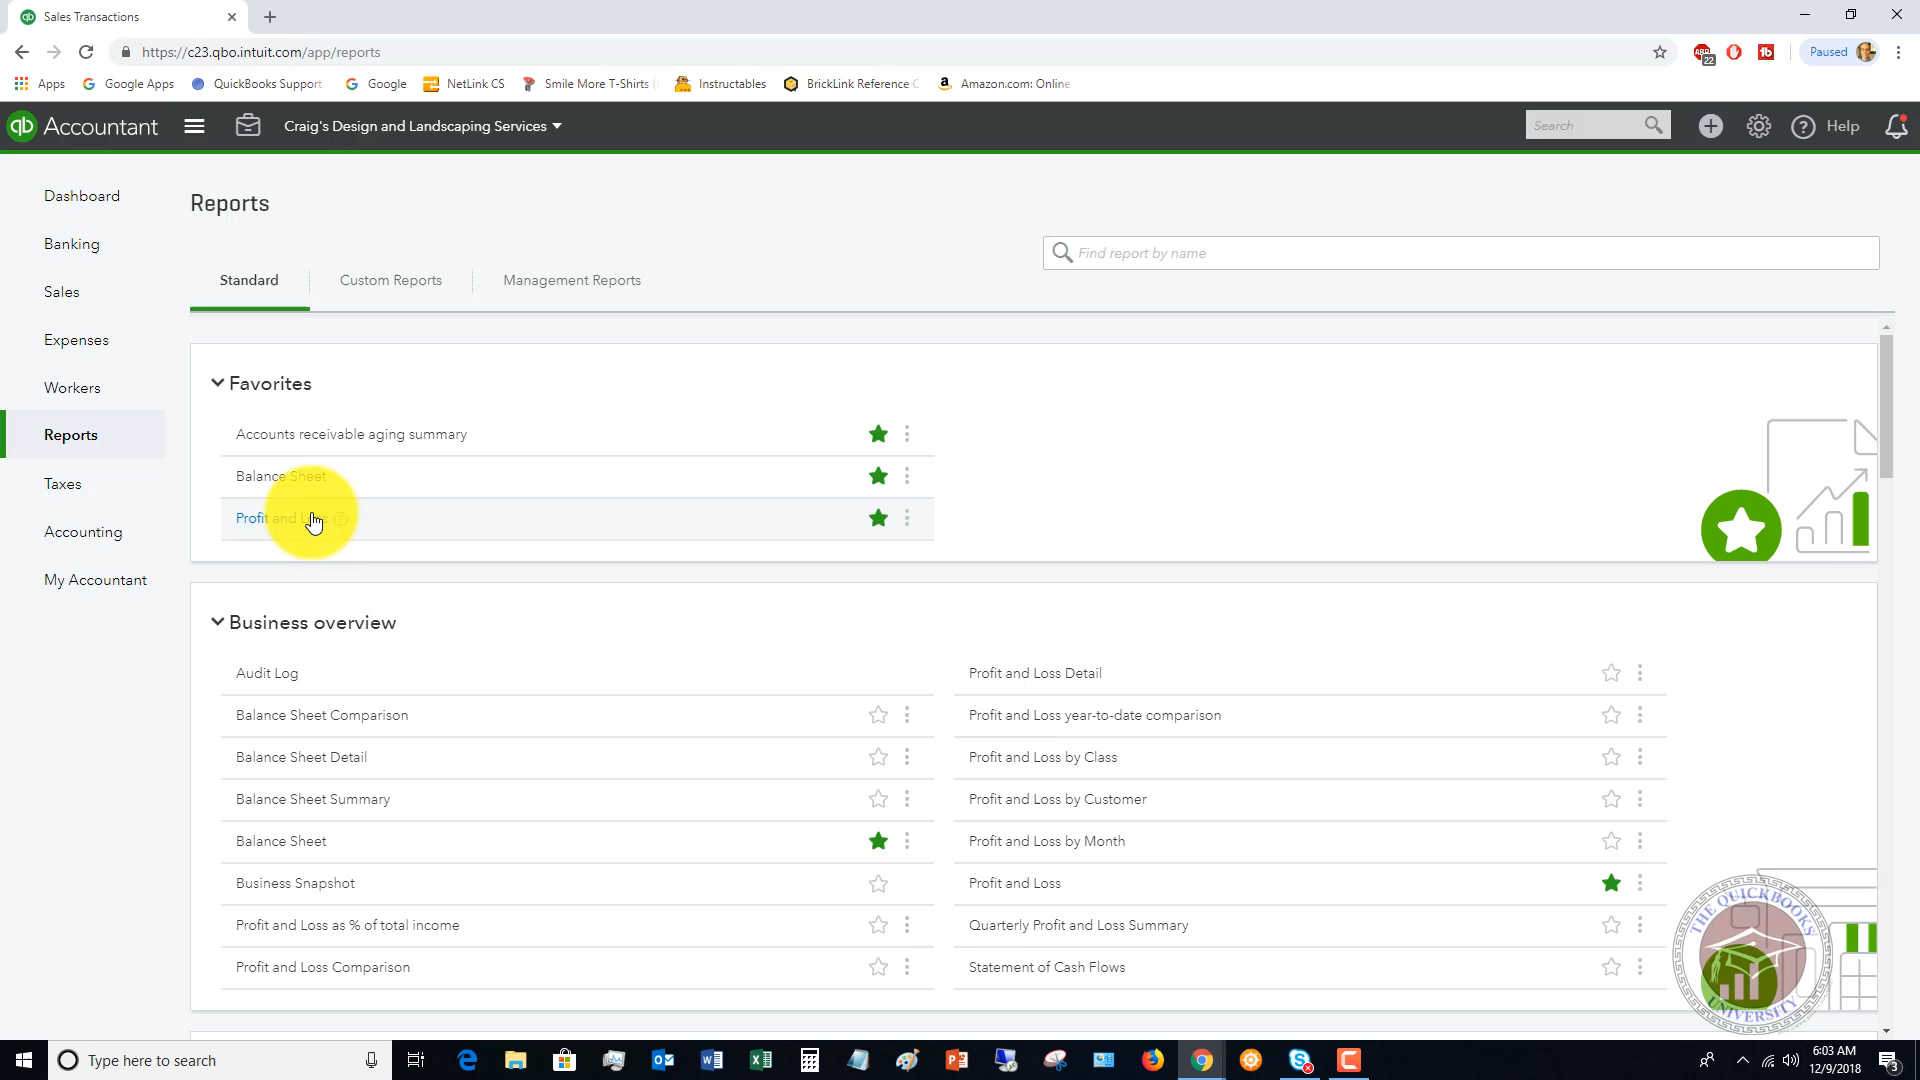 Sales Transactions
https://c23.qbo.intuit.com/app/reports
22
Paused
Apps
Google Apps
QuickBooks Support
Google
NetLink CS
Smile More T-Shirts
Instructables
BrickLink Reference
Amazon.com: Online
qb Accountant
Craig's Design and Landscaping Services
Search
Help
Dashboard
Banking
Sales
Expenses
Workers
Reports
Taxes
Accounting
My Accountant
Reports
Find report by name
Standard
Custom Reports
Management Reports
Favorites
Accounts receivable aging summary
Balance Sheet
Profit and Loss
Business overview
Audit Log
Profit and Loss Detail
Balance Sheet Comparison
Profit and Loss year-to-date comparison
Balance Sheet Detail
Profit and Loss by Class
Balance Sheet Summary
Profit and Loss by Customer
Balance Sheet
Profit and Loss by Month
Business Snapshot
Profit and Loss
Profit and Loss as % of total income
Quarterly Profit and Loss Summary
Profit and Loss Comparison
Statement of Cash Flows
THE QUICKBOOKS
UNIVERSITY
Type here to search
6:03 AM
12/9/2018
3